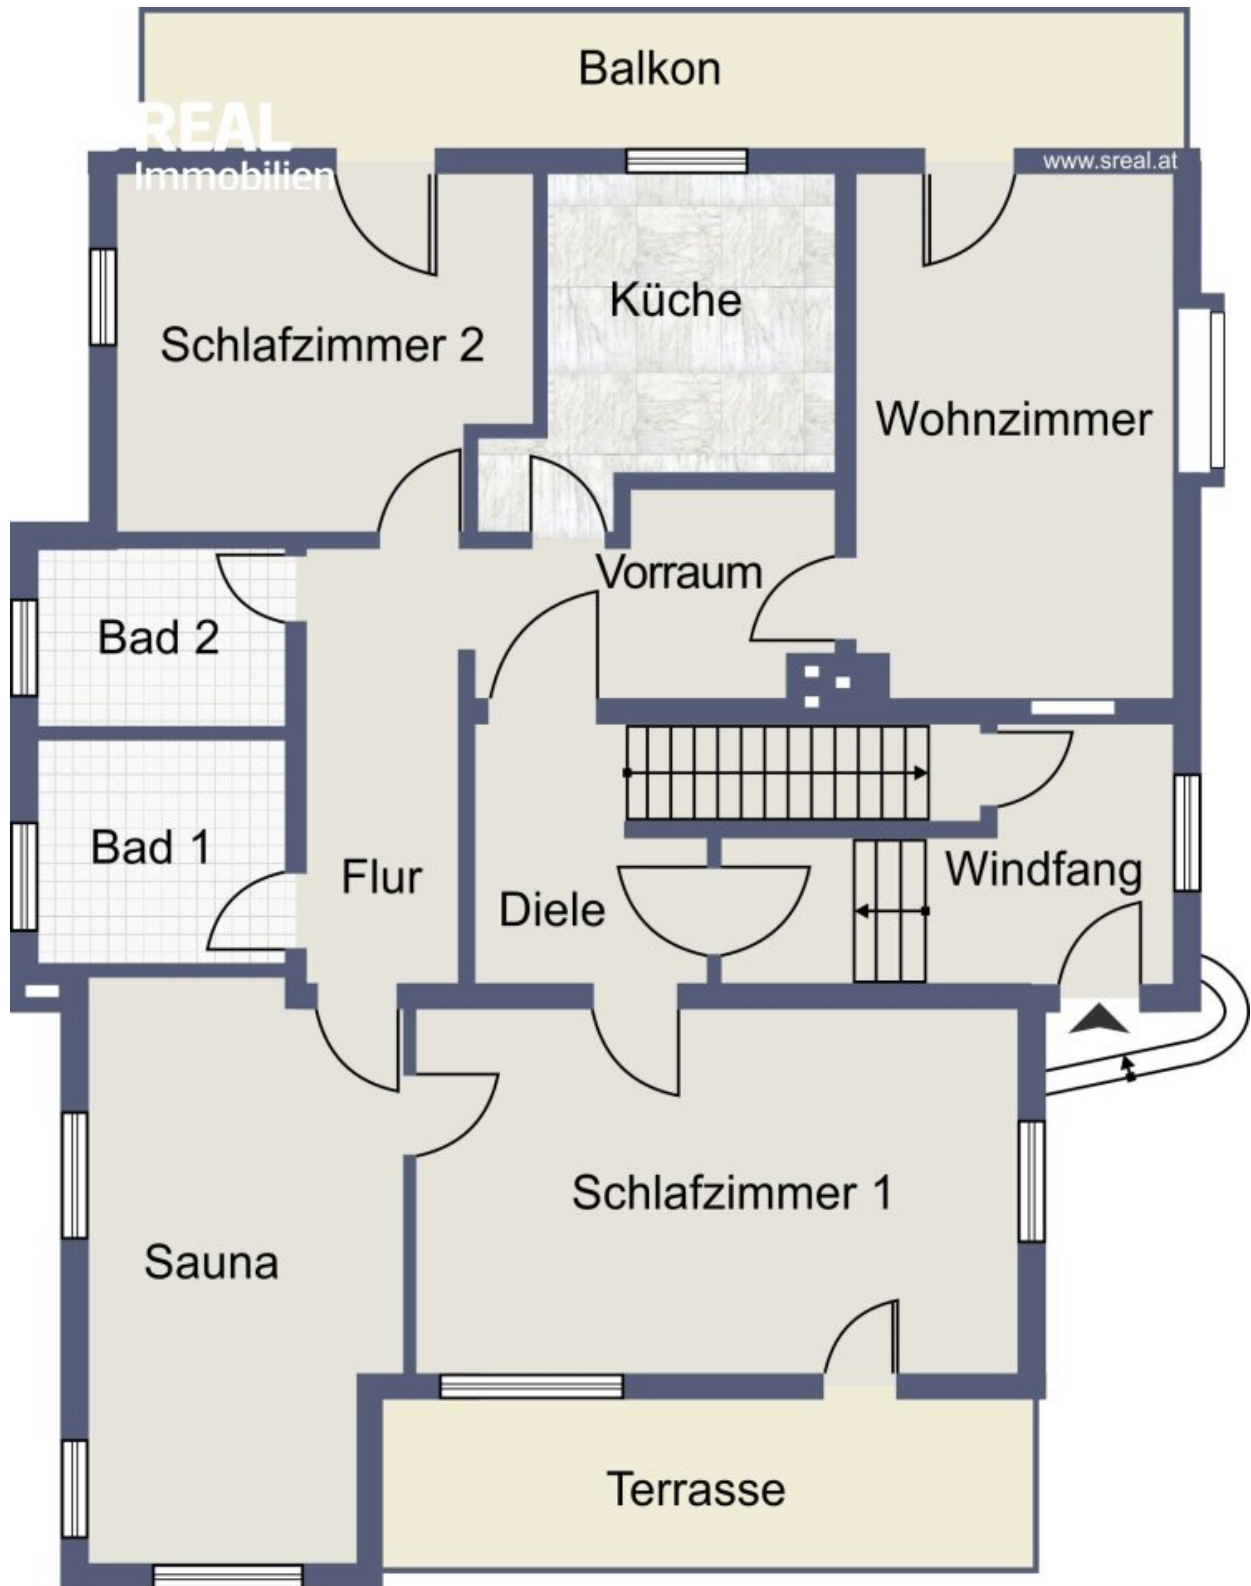 Balkon
REAL
Immobilien
www.sreal.at
Küche
Schlafzimmer 2
Wohnzimmer
Vorraum
Bad 2
Bad 1
Flur
Diele
Windfang
Schlafzimmer 1
Sauna
Terrasse